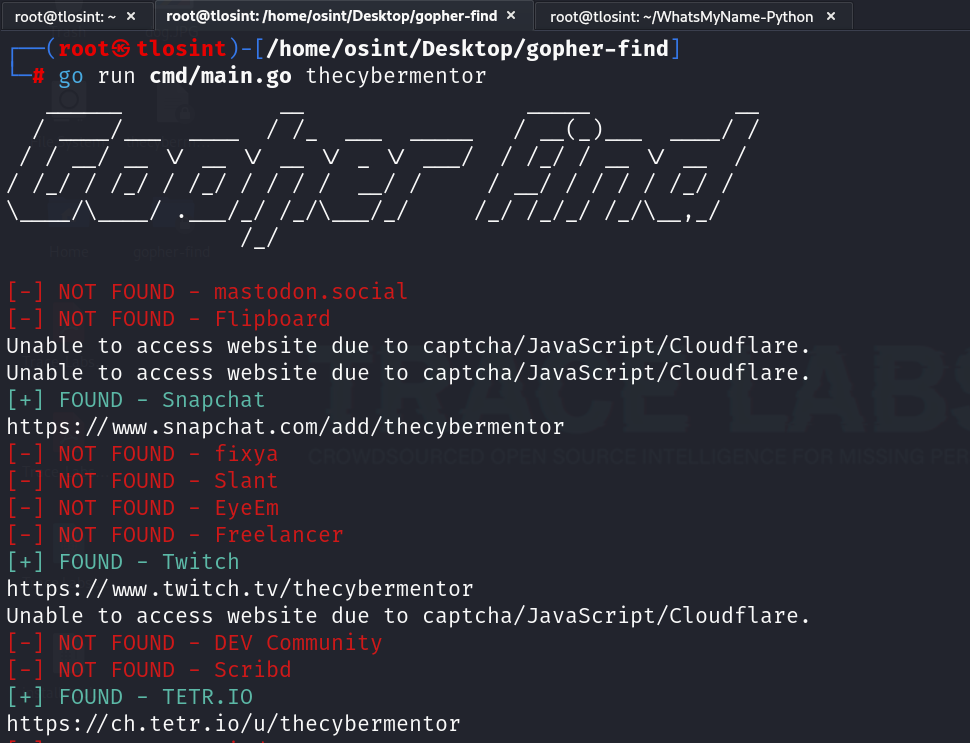 root@tlosint: ~ ×
root@tlosint: /home/osint/Desktop/gopher-find ×
root@tlosint: ~/WhatsMyName-Python ×
(root㉿tlosint)-[/home/osint/Desktop/gopher-find]
# go run cmd/main.go thecybermentor
Gopher Find
Home
gopher-find
[-] NOT FOUND - mastodon.social
[-] NOT FOUND - Flipboard
Unable to access website due to captcha/JavaScript/Cloudflare.
Unable to access website due to captcha/JavaScript/Cloudflare.
TRACE LABS
[+] FOUND - Snapchat
https://www.snapchat.com/add/thecybermentor
[-] NOT FOUND - fixya
CROWDSOURCED OPEN SOURCE INTELLIGENCE FOR MISSING PER
[-] NOT FOUND - Slant
[-] NOT FOUND - EyeEm
[-] NOT FOUND - Freelancer
[+] FOUND - Twitch
https://www.twitch.tv/thecybermentor
Unable to access website due to captcha/JavaScript/Cloudflare.
[-] NOT FOUND - DEV Community
[-] NOT FOUND - Scribd
[+] FOUND - TETR.IO
https://ch.tetr.io/u/thecybermentor